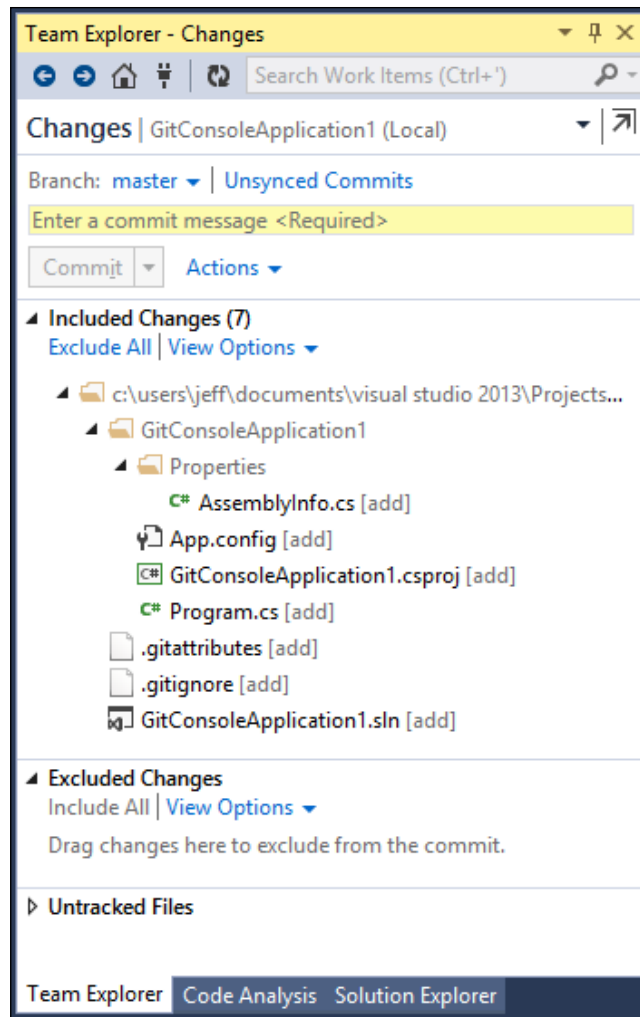 Team Explorer - Changes
Search Work Items (Ctrl+')
Changes | GitConsoleApplication1 (Local)
Branch: master | Unsynced Commits
Enter a commit message <Required>
Commit Actions
Included Changes (7)
Exclude All | View Options
c:\users\jeff\documents\visual studio 2013\Projects...
GitConsoleApplication1
Properties
C# AssemblyInfo.cs [add]
App.config [add]
C# GitConsoleApplication1.csproj [add]
C# Program.cs [add]
.gitattributes [add]
.gitignore [add]
GitConsoleApplication1.sln [add]
Excluded Changes
Include All | View Options
Drag changes here to exclude from the commit.
Untracked Files
Team Explorer Code Analysis Solution Explorer